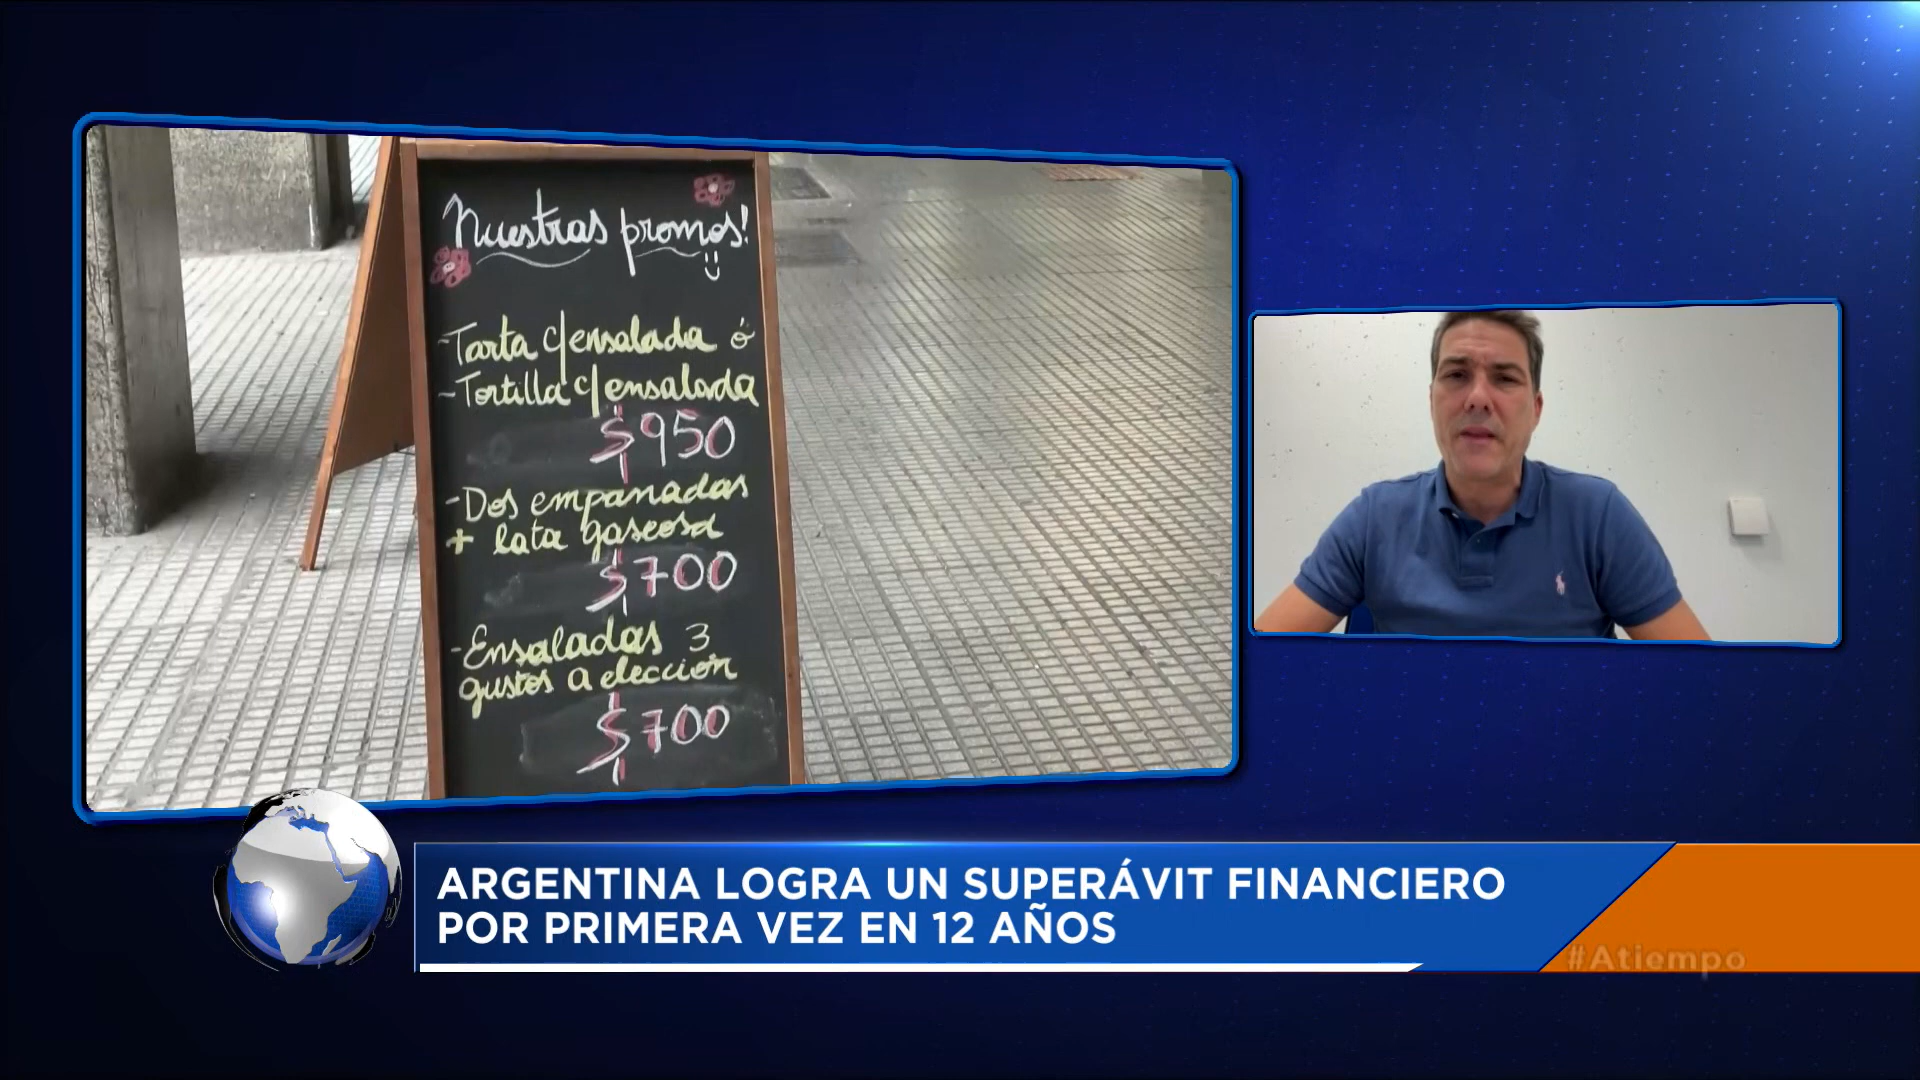 Nuestras promos!
-Tarta c/ensalada ó
-Tortilla c/ensalada
$950
-Dos empanadas
+ lata gaseosa
$700
-Ensaladas 3
gustos a elección
$700
ARGENTINA LOGRA UN SUPERÁVIT FINANCIERO
POR PRIMERA VEZ EN 12 AÑOS
#Atiempo